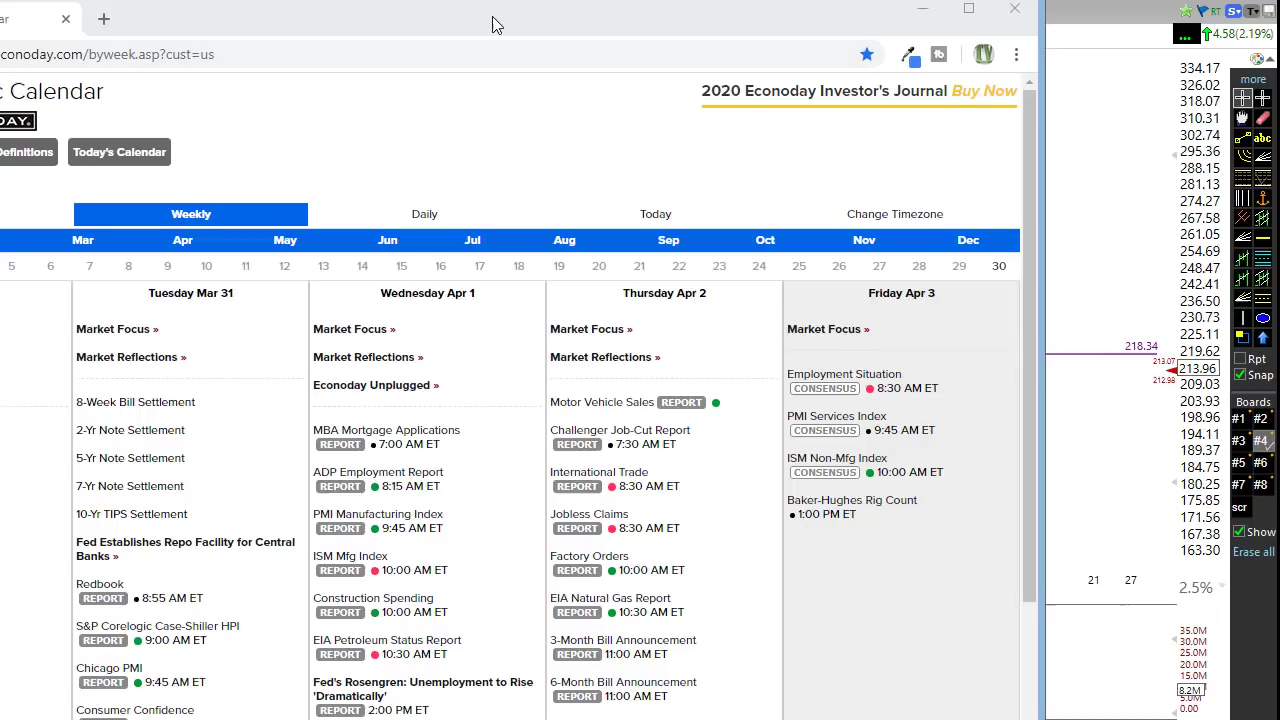 ar
conoday.com/byweek.asp?cust=us
c Calendar
2020 Econoday Investor's Journal Buy Now
DAY.
Definitions
Today's Calendar
Weekly
Daily
Today
Change Timezone
Mar Apr May Jun Jul Aug Sep Oct Nov Dec
5 6 7 8 9 10 11 12 13 14 15 16 17 18 19 20 21 22 23 24 25 26 27 28 29 30
Tuesday Mar 31
Market Focus »
Market Reflections »
8-Week Bill Settlement
2-Yr Note Settlement
5-Yr Note Settlement
7-Yr Note Settlement
10-Yr TIPS Settlement
Fed Establishes Repo Facility for Central
Banks »
Redbook
REPORT • 8:55 AM ET
S&P Corelogic Case-Shiller HPI
REPORT • 9:00 AM ET
Chicago PMI
REPORT • 9:45 AM ET
Consumer Confidence
Wednesday Apr 1
Market Focus »
Market Reflections »
Econoday Unplugged »
MBA Mortgage Applications
REPORT • 7:00 AM ET
ADP Employment Report
REPORT • 8:15 AM ET
PMI Manufacturing Index
REPORT • 9:45 AM ET
ISM Mfg Index
REPORT • 10:00 AM ET
Construction Spending
REPORT • 10:00 AM ET
EIA Petroleum Status Report
REPORT • 10:30 AM ET
Fed's Rosengren: Unemployment to Rise
'Dramatically'
REPORT 2:00 PM ET
Thursday Apr 2
Market Focus »
Market Reflections »
Motor Vehicle Sales REPORT •
Challenger Job-Cut Report
REPORT • 7:30 AM ET
International Trade
REPORT • 8:30 AM ET
Jobless Claims
REPORT • 8:30 AM ET
Factory Orders
REPORT • 10:00 AM ET
EIA Natural Gas Report
REPORT • 10:30 AM ET
3-Month Bill Announcement
REPORT 11:00 AM ET
6-Month Bill Announcement
REPORT 11:00 AM ET
Friday Apr 3
Market Focus »
Employment Situation
CONSENSUS • 8:30 AM ET
PMI Services Index
CONSENSUS • 9:45 AM ET
ISM Non-Mfg Index
CONSENSUS • 10:00 AM ET
Baker-Hughes Rig Count
• 1:00 PM ET
RT S T
... 4.58(2.19%)
334.17
326.02
318.07
310.31
302.74
295.36
288.15
281.13
274.27
267.58
261.05
254.69
248.47
242.41
236.50
230.73
225.11
218.34
219.62
213.07
213.96
212.98
209.03
203.93
198.96
194.11
189.37
184.75
180.25
175.85
171.56
167.38
163.30
21 27
2.5%
35.0M
30.0M
25.0M
20.0M
15.0M
8.2M
5.0M
0.00
more
abc
Rpt
Snap
Boards
#1 #2
#3 #4
#5 #6
#7 #8
scr
Show
Erase all